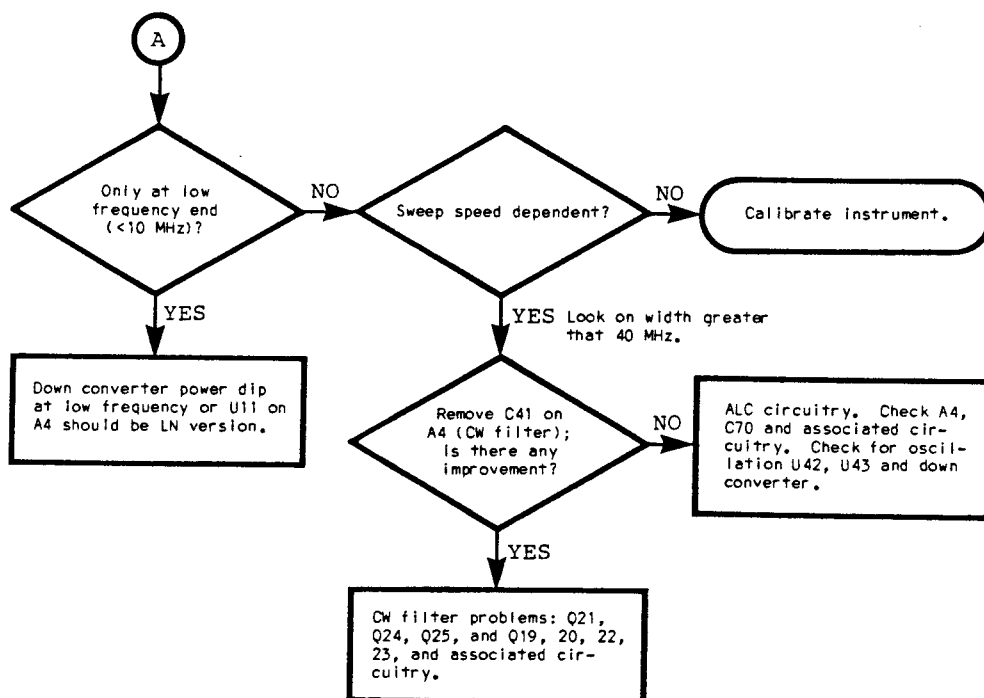 A
Only at low
frequency end
(<10 MHz)?
NO
Sweep speed dependent?
NO
Calibrate instrument.
YES
Down converter power dip
at low frequency or U11 on
A4 should be LN version.
YES
Look on width greater
that 40 MHz.
Remove C41 on
A4 (CW filter);
Is there any
improvement?
NO
ALC circuitry. Check A4,
C70 and associated cir-
cuitry. Check for oscil-
lation U42, U43 and down
converter.
YES
CW filter problems: Q21,
Q24, Q25, and Q19, 20, 22,
23, and associated cir-
cuitry.